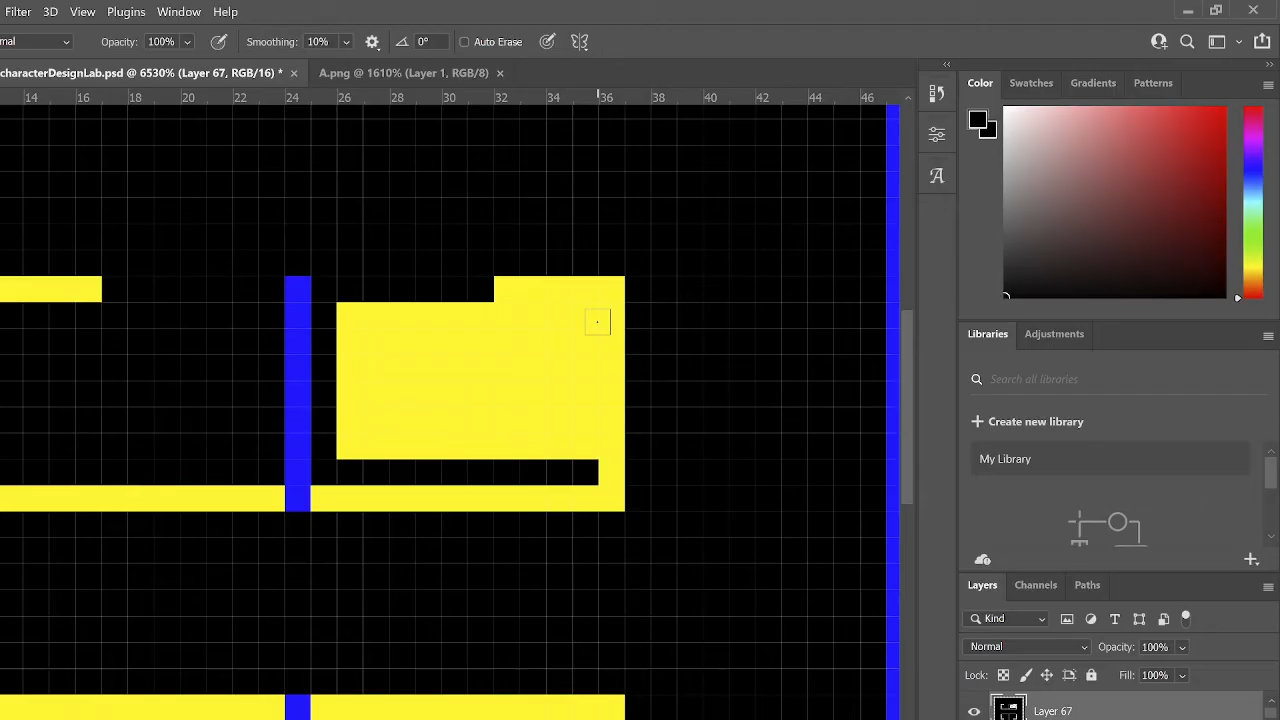 Filter 3D View Plugins Window Help
mal Opacity: 100% Smoothing: 10% 0° Auto Erase
characterDesignLab.psd @ 6530% (Layer 67, RGB/16) * × A.png @ 1610% (Layer 1, RGB/8) ×
14 16 18 20 22 24 26 28 30 32 34 36 38 40 42 44 46
Color Swatches Gradients Patterns
Libraries Adjustments
Search all libraries
+ Create new library
My Library
Layers Channels Paths
Kind
Normal Opacity: 100%
Lock: Fill: 100%
Layer 67